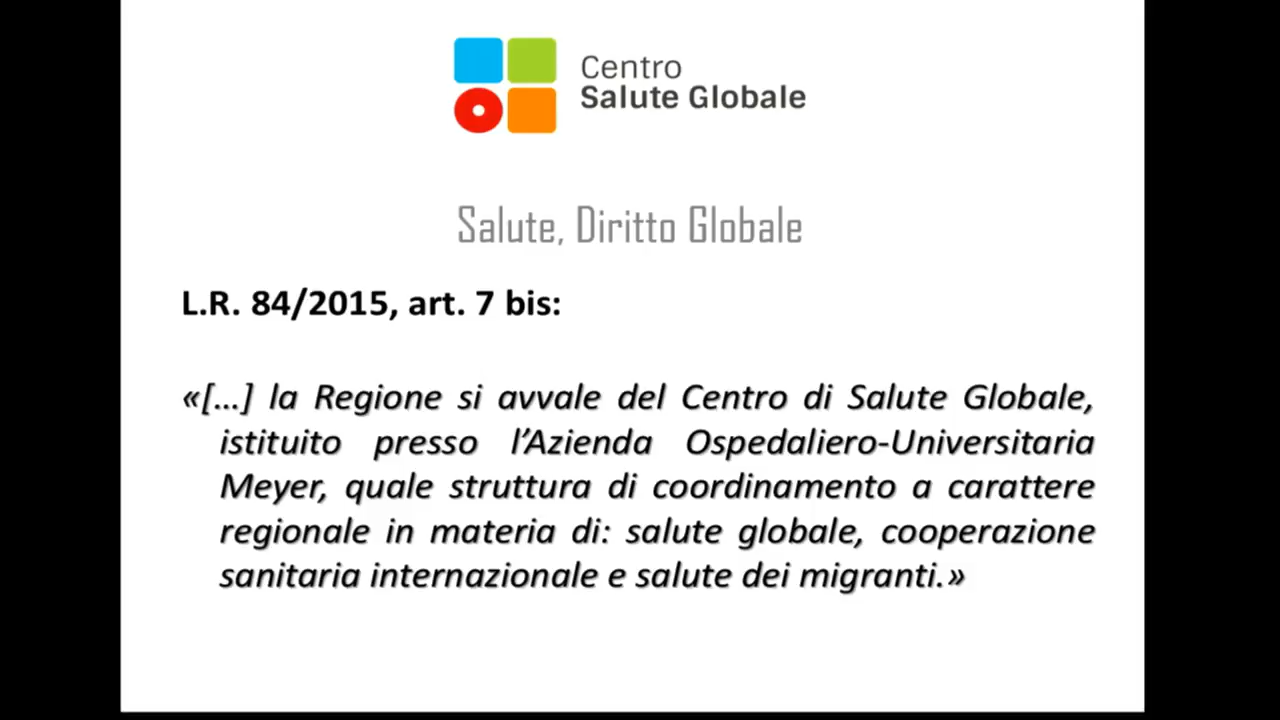 Centro
Salute Globale
Salute, Diritto Globale
L.R. 84/2015, art. 7 bis:
«[...] la Regione si avvale del Centro di Salute Globale,
istituito presso l’Azienda Ospedaliero-Universitaria
Meyer, quale struttura di coordinamento a carattere
regionale in materia di: salute globale, cooperazione
sanitaria internazionale e salute dei migranti.»